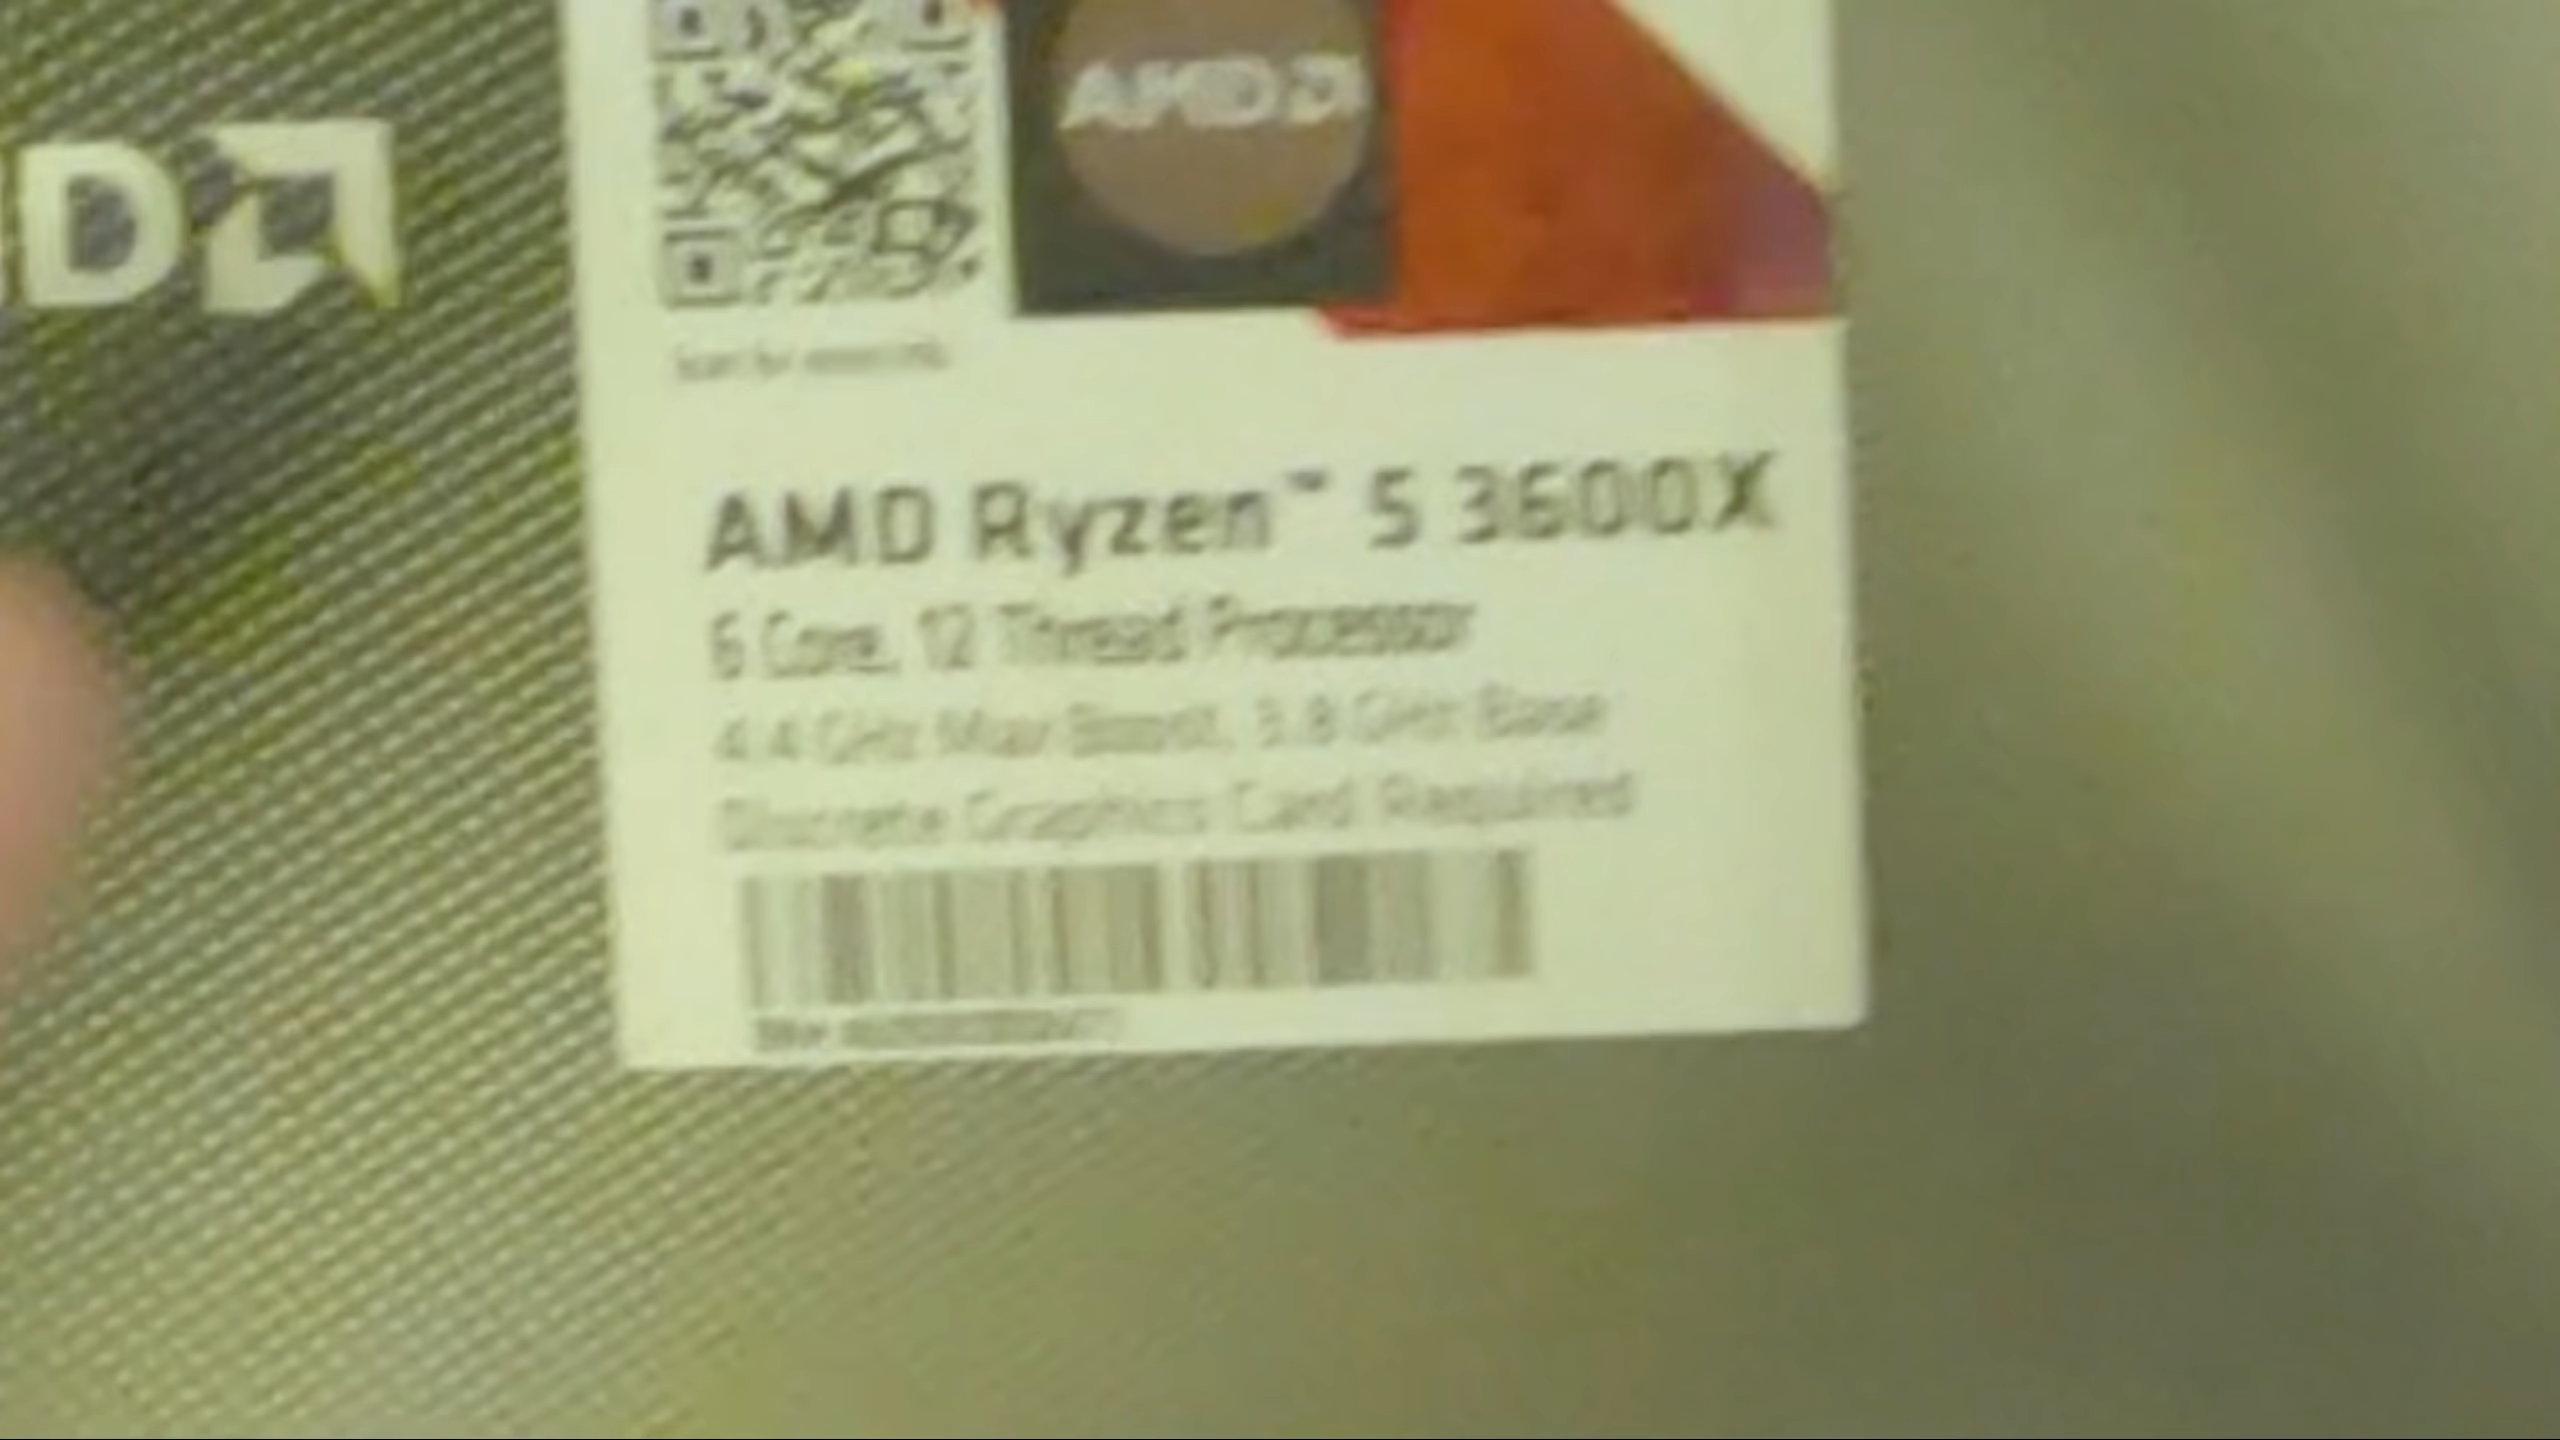 AMD
D
AMD Ryzen™ 5 3600X
6 Core, 12 Thread Processor
4.4 GHz Max Boost, 3.8 GHz Base
Discrete Graphics Card Required